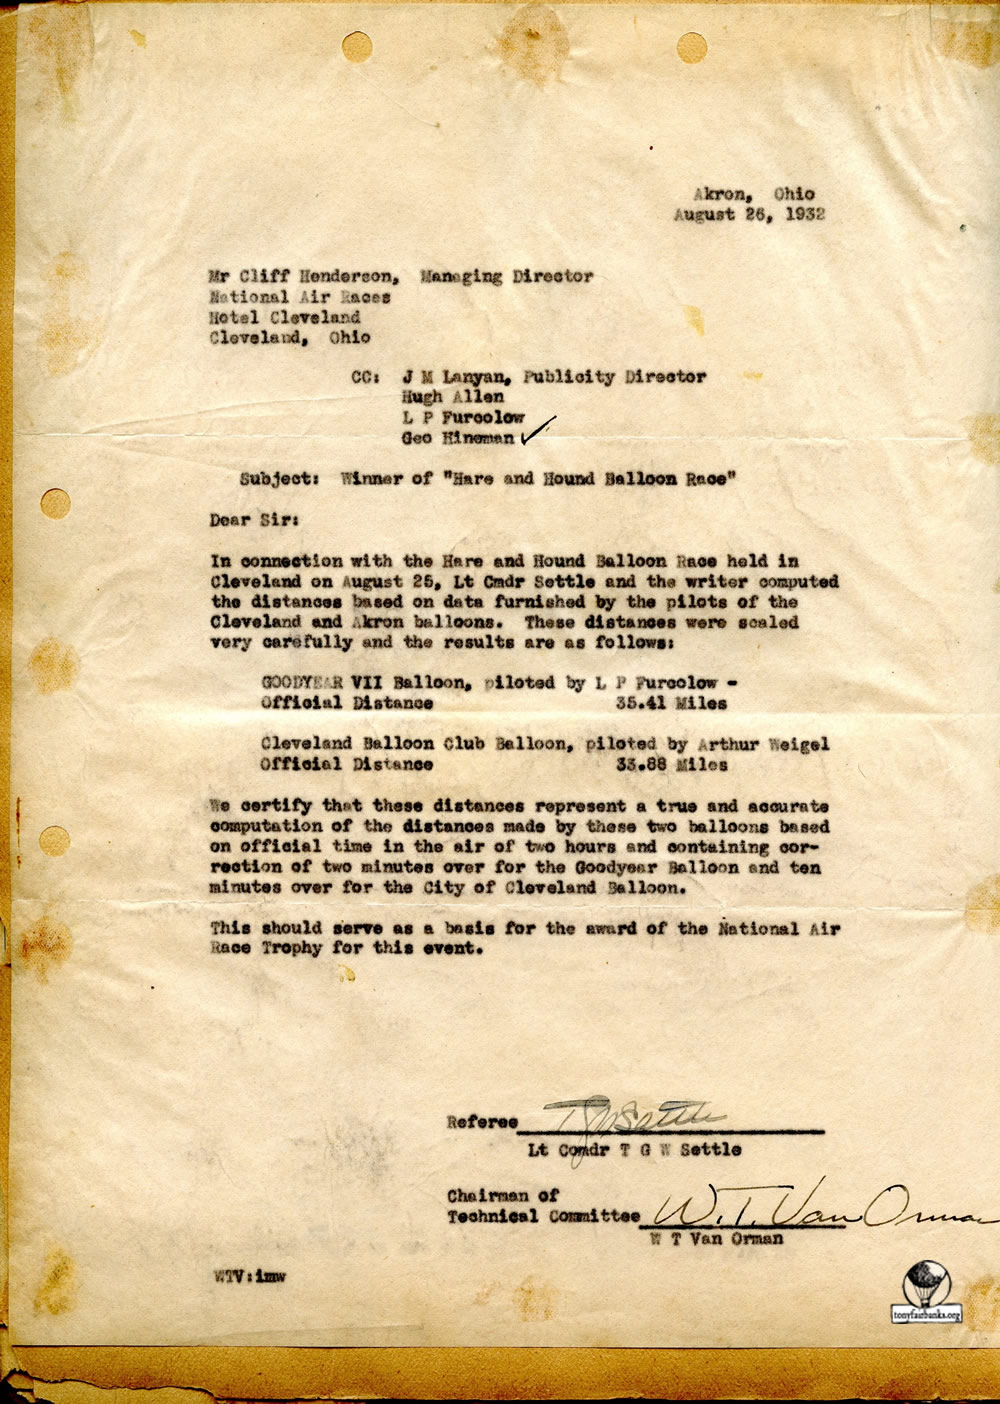 Akron, Ohio
August 26, 1932
Mr Cliff Henderson, Managing Director
National Air Races
Hotel Cleveland
Cleveland, Ohio
CC: J M Lanyan, Publicity Director
Hugh Allen
L P Furcolow
Geo Hineman
Subject: Winner of "Hare and Hound Balloon Race"
Dear Sir:
In connection with the Hare and Hound Balloon Race held in
Cleveland on August 25, Lt Cmdr Settle and the writer computed
the distances based on data furnished by the pilots of the
Cleveland and Akron balloons. These distances were scaled
very carefully and the results are as follows:
GOODYEAR VII Balloon, piloted by L P Furcolow -
Official Distance 35.41 Miles
Cleveland Balloon Club Balloon, piloted by Arthur Weigel
Official Distance 33.88 Miles
We certify that these distances represent a true and accurate
computation of the distances made by these two balloons based
on official time in the air of two hours and containing cor-
rection of two minutes over for the Goodyear Balloon and ten
minutes over for the City of Cleveland Balloon.
This should serve as a basis for the award of the National Air
Race Trophy for this event.
Referee TGWSettle
Lt Comdr T G W Settle
Chairman of
Technical Committee W.T. Van Orman
W T Van Orman
WTV:imw
tonyfairbanks.org